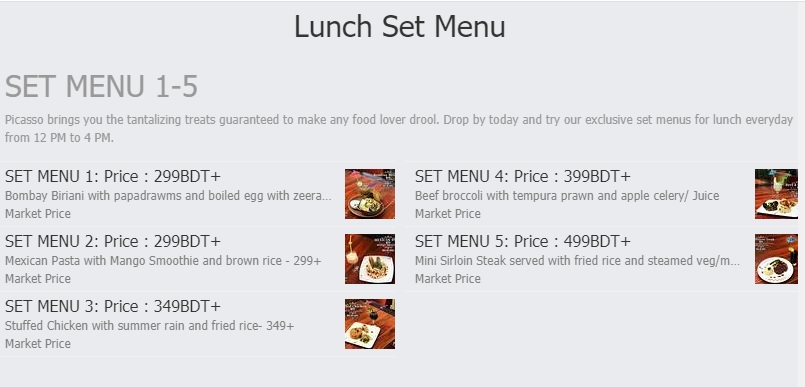 Lunch Set Menu
SET MENU 1-5
Picasso brings you the tantalizing treats guaranteed to make any food lover drool. Drop by today and try our exclusive set menus for lunch everyday
from 12 PM to 4 PM.
SET MENU 1: Price : 299BDT+
Bombay Biriani with papadrawms and boiled egg with zeera...
Market Price
SET MENU 2: Price : 299BDT+
Mexican Pasta with Mango Smoothie and brown rice - 299+
Market Price
SET MENU 3: Price : 349BDT+
Stuffed Chicken with summer rain and fried rice- 349+
Market Price
SET MENU 4: Price : 399BDT+
Beef broccoli with tempura prawn and apple celery/ Juice
Market Price
SET MENU 5: Price : 499BDT+
Mini Sirloin Steak served with fried rice and steamed veg/m...
Market Price